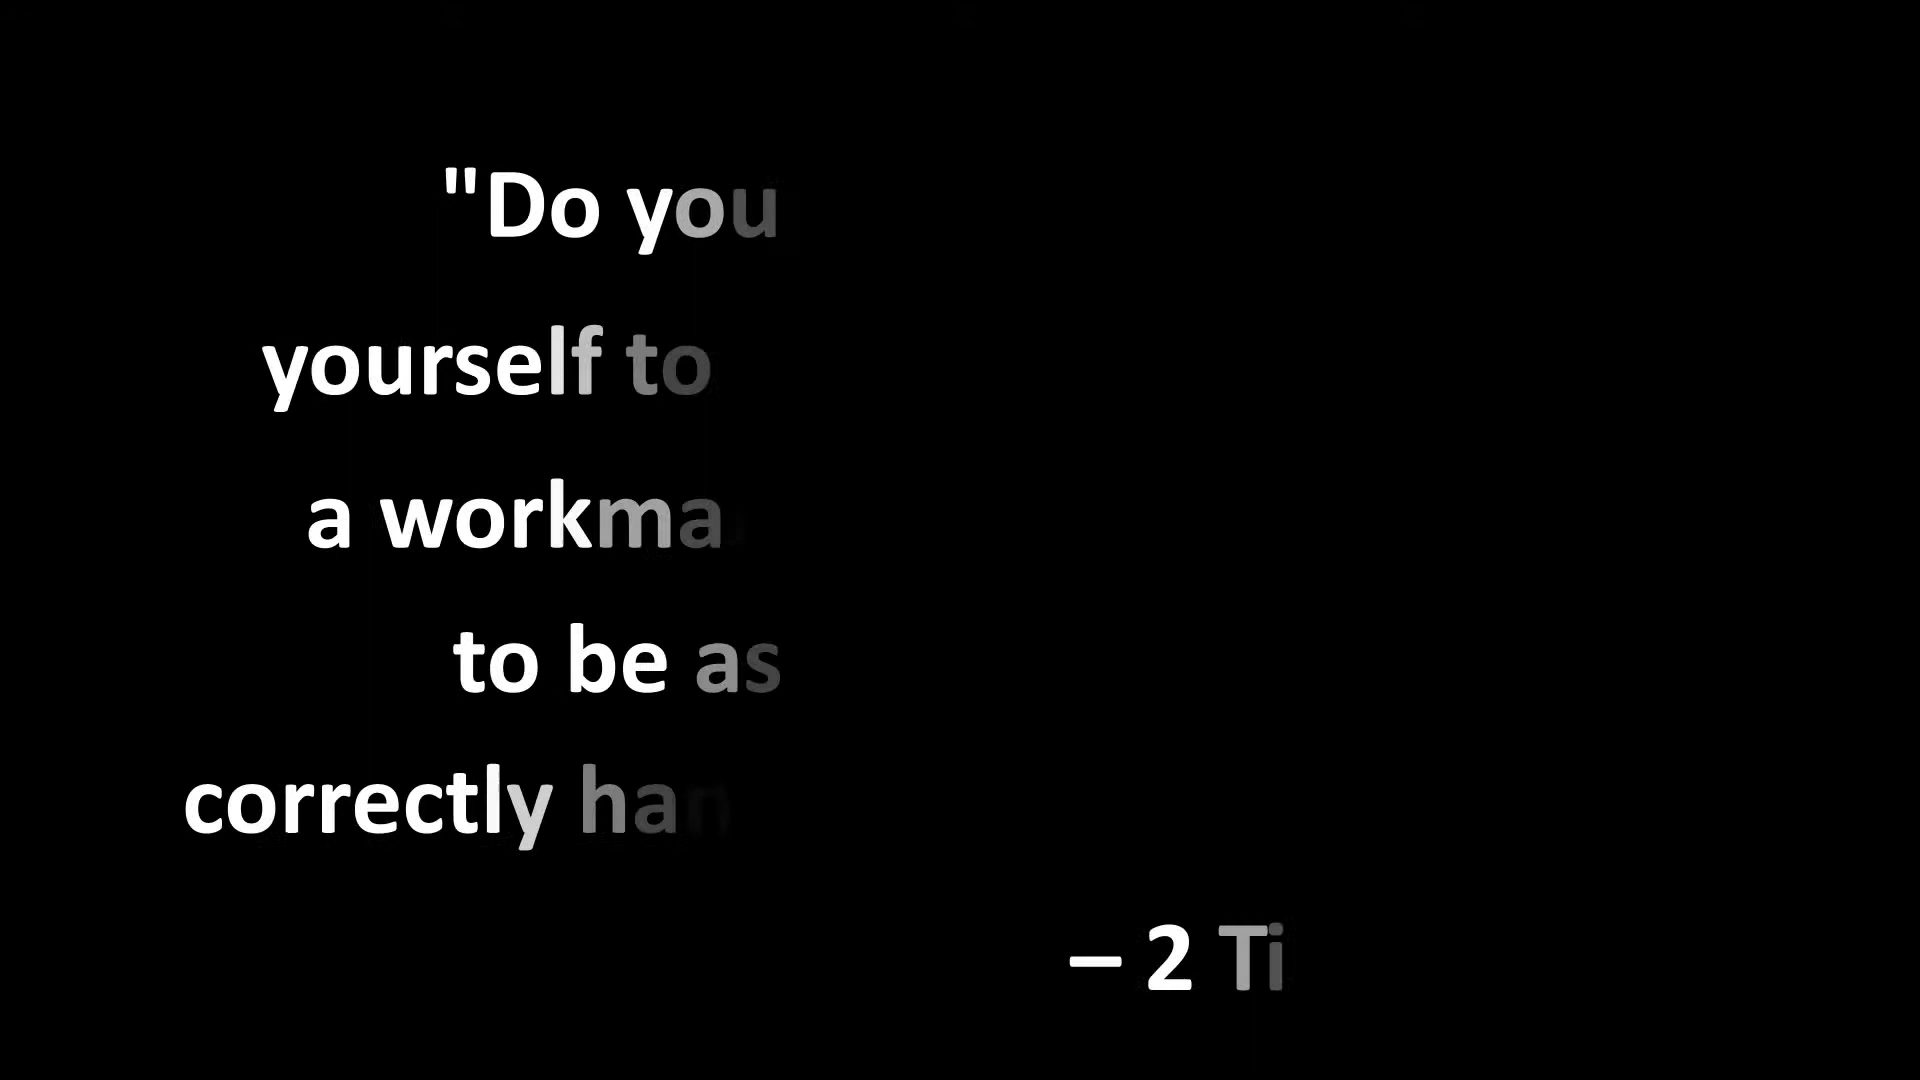 "Do you
yourself to
a workma
to be as
correctly han
– 2 Ti